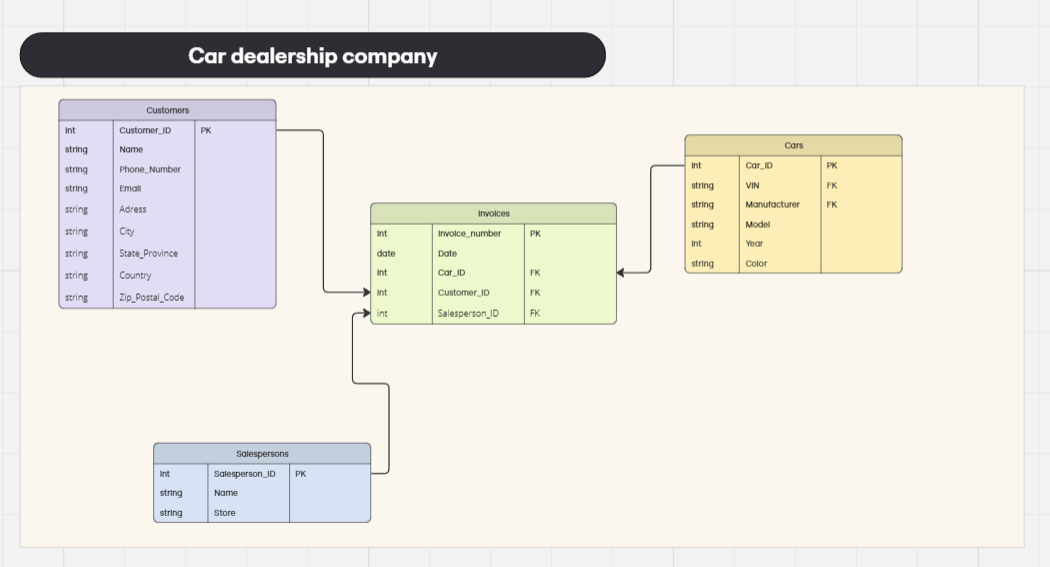 Car dealership company
Customers
Int Customer_ID PK
string Name
string Phone_Number
string Email
string Adress
string City
string State_Province
string Country
string Zip_Postal_Code
Invoices
Int Invoice_number PK
date Date
Int Car_ID FK
Int Customer_ID FK
int Salesperson_ID FK
Cars
Int Car_ID PK
string VIN FK
string Manufacturer FK
string Model
Int Year
string Color
Salespersons
Int Salesperson_ID PK
string Name
string Store